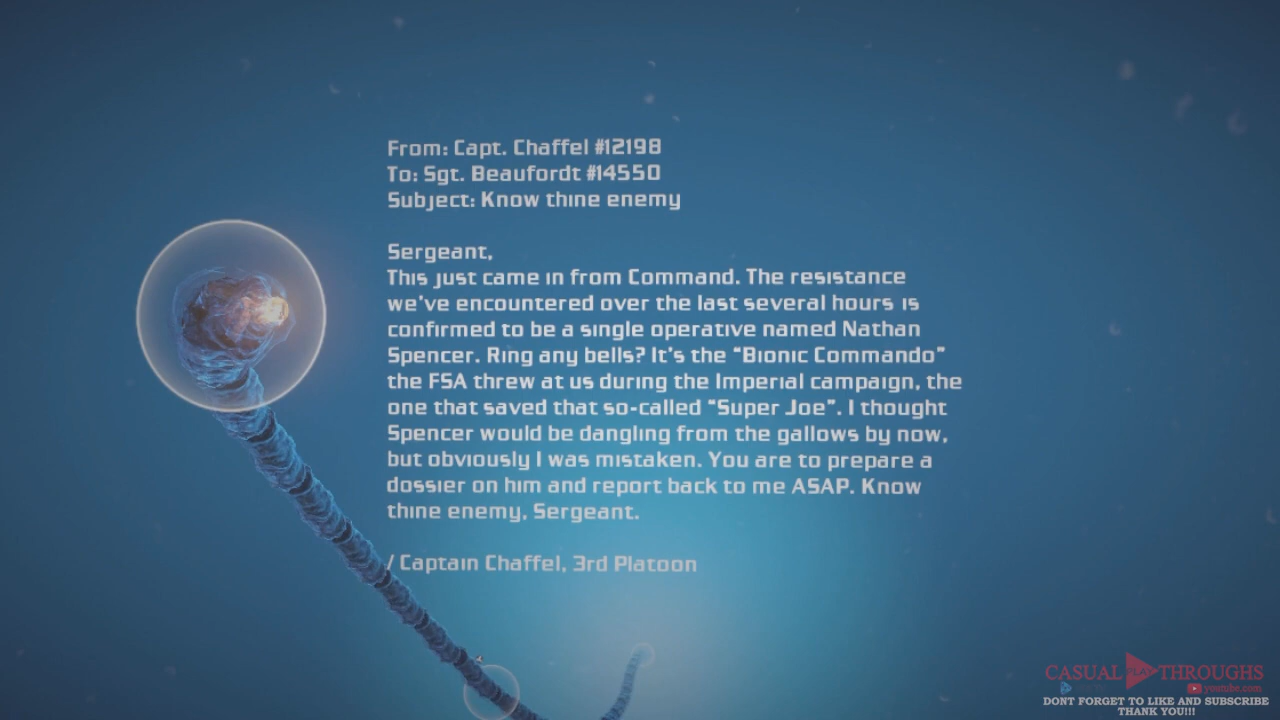 From: Capt. Chaffel #12198
To: Sgt. Beaufordt #14550
Subject: Know thine enemy
Sergeant,
This just came in from Command. The resistance
we've encountered over the last several hours is
confirmed to be a single operative named Nathan
Spencer. Ring any bells? It's the “Bionic Commando”
the FSA threw at us during the Imperial campaign, the
one that saved that so-called “Super Joe”. I thought
Spencer would be dangling from the gallows by now,
but obviously I was mistaken. You are to prepare a
dossier on him and report back to me ASAP. Know
thine enemy, Sergeant.
/ Captain Chaffel, 3rd Platoon
CASUAL THROUGHS
youtube.com
DONT FORGET TO LIKE AND SUBSCRIBE
THANK YOU!!!